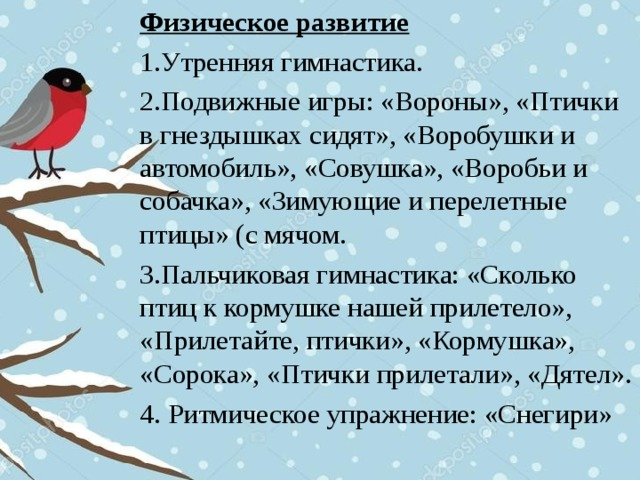 Физическое развитие
1.Утренняя гимнастика.
2.Подвижные игры: «Вороны», «Птички
в гнездышках сидят», «Воробушки и
автомобиль», «Совушка», «Воробьи и
собачка», «Зимующие и перелетные
птицы» (с мячом.
3.Пальчиковая гимнастика: «Сколько
птиц к кормушке нашей прилетело»,
«Прилетайте, птички», «Кормушка»,
«Сорока», «Птички прилетали», «Дятел».
4. Ритмическое упражнение: «Снегири»